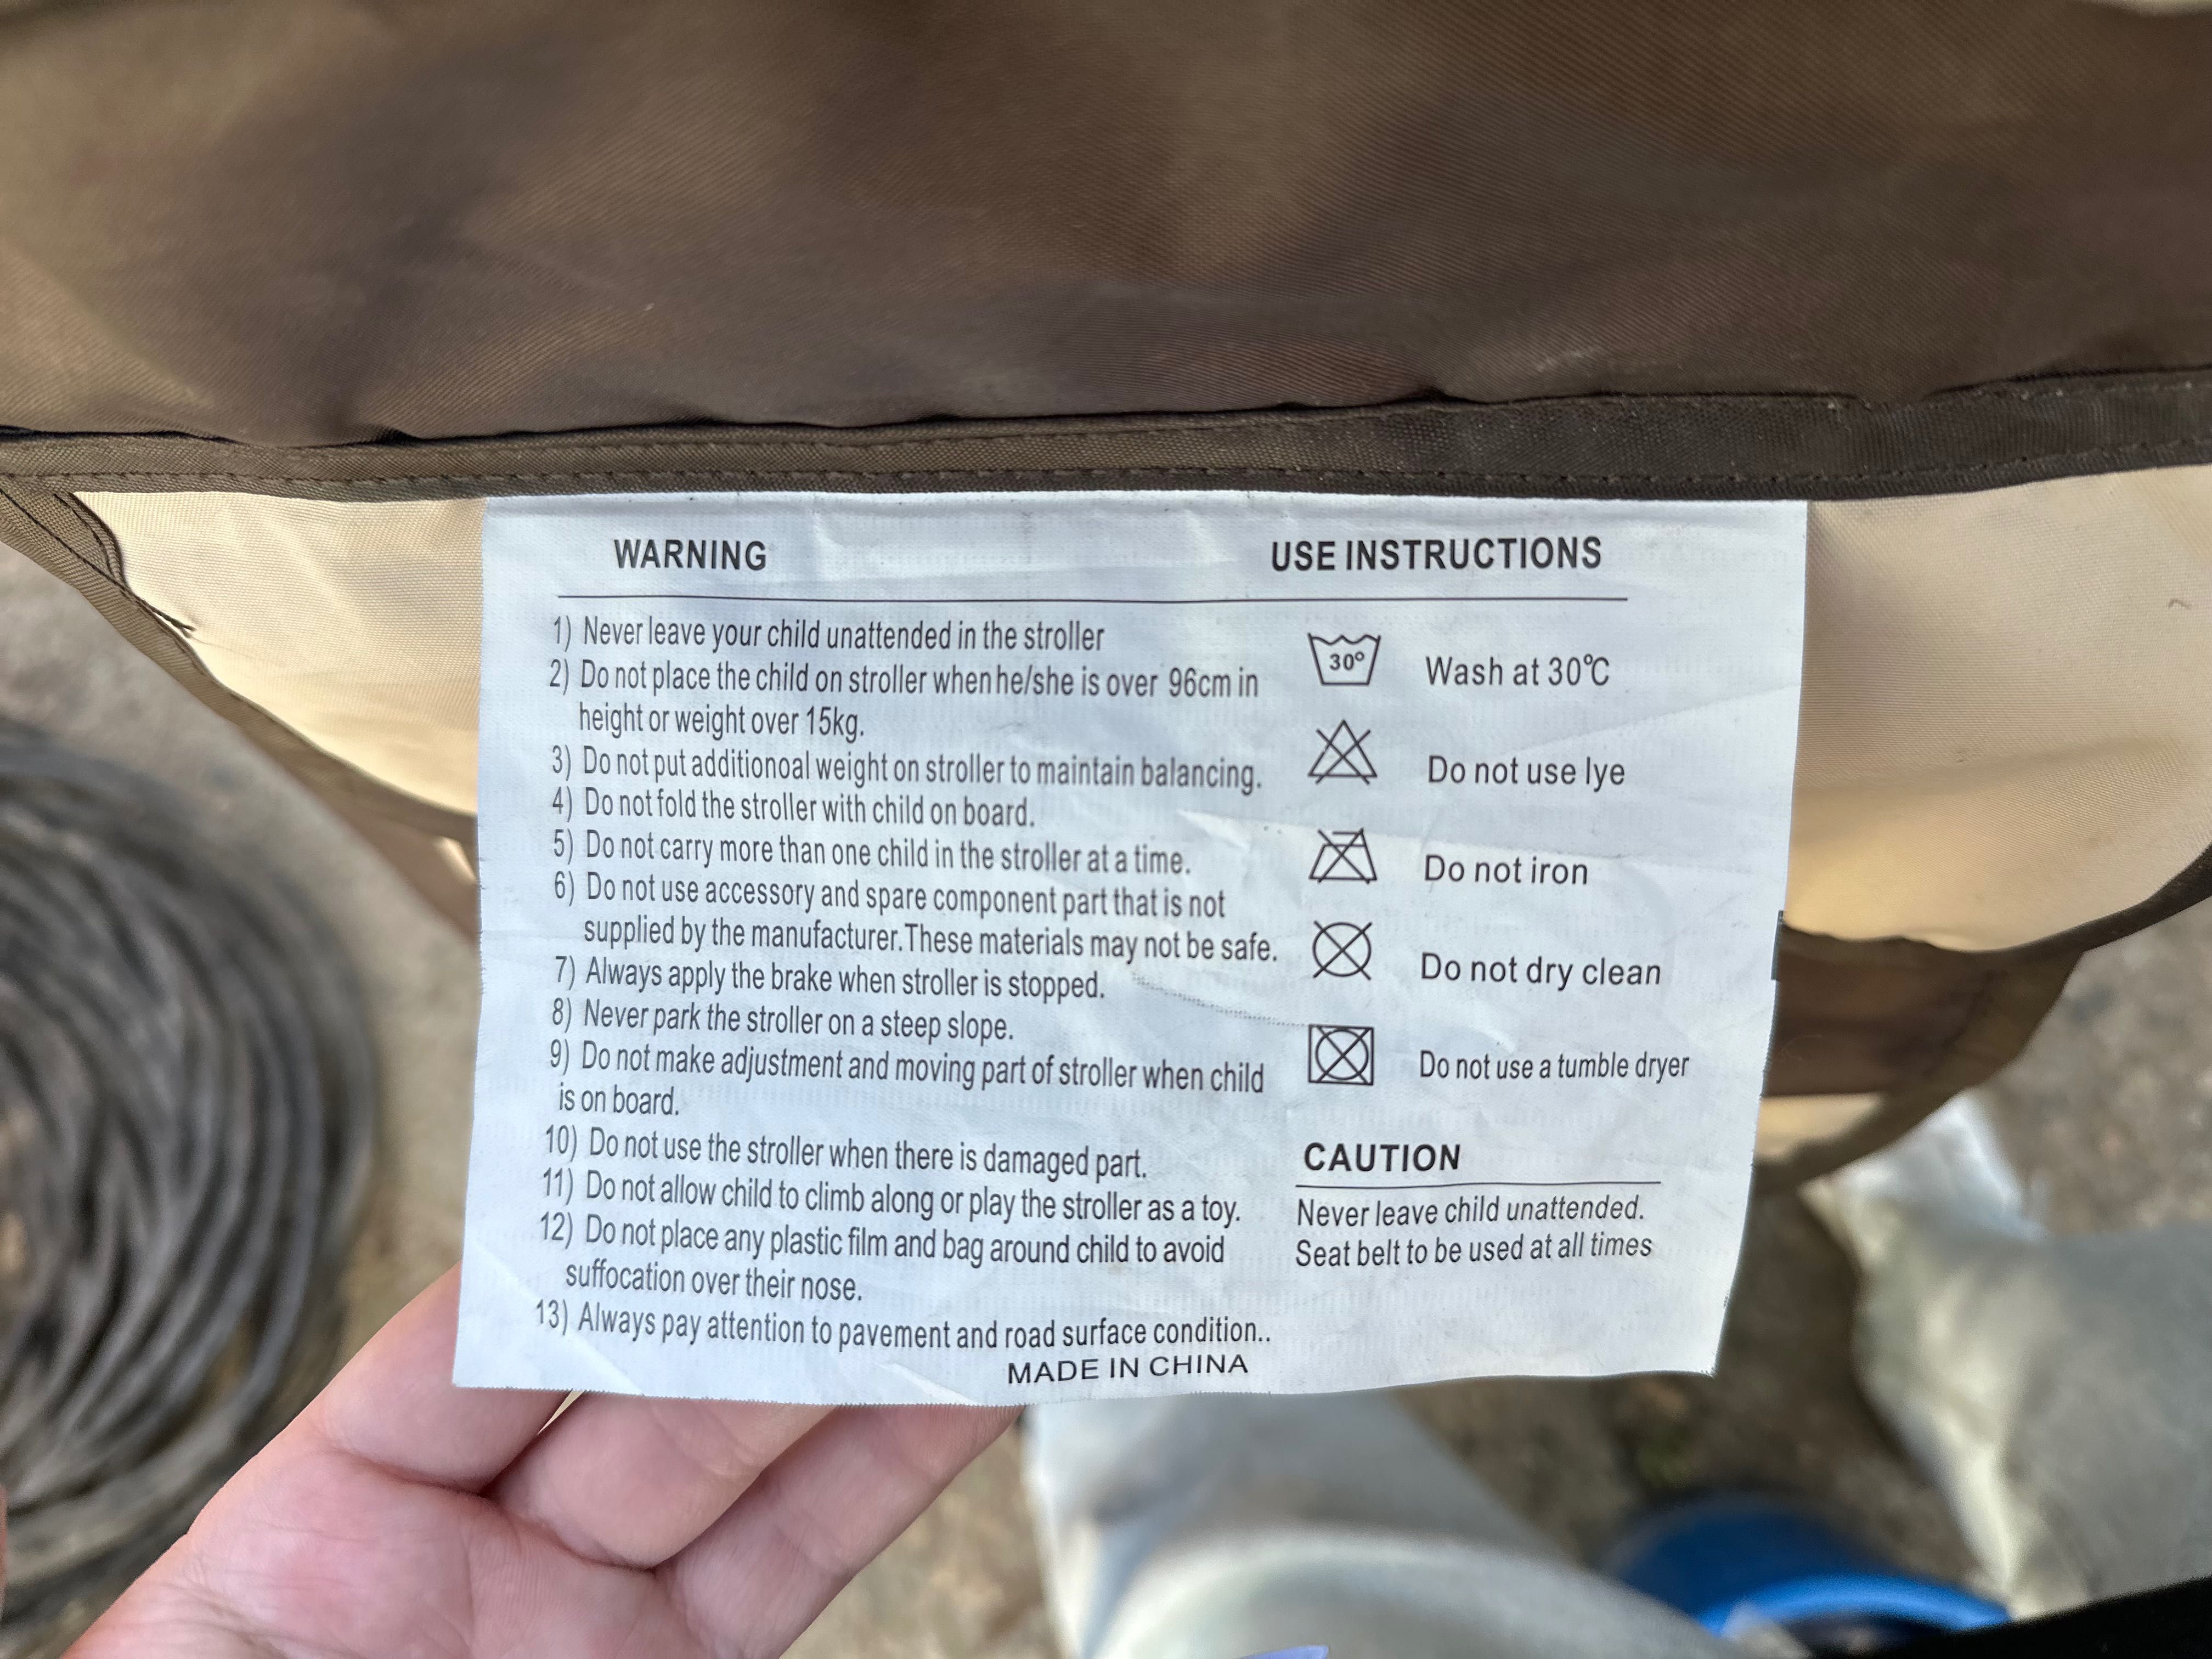 WARNING
1) Never leave your child unattended in the stroller
2) Do not place the child on stroller when he/she is over 96cm in
height or weight over 15kg.
3) Do not put additionoal weight on stroller to maintain balancing.
4) Do not fold the stroller with child on board.
5) Do not carry more than one child in the stroller at a time.
6) Do not use accessory and spare component part that is not
supplied by the manufacturer.These materials may not be safe.
7) Always apply the brake when stroller is stopped.
8) Never park the stroller on a steep slope.
9) Do not make adjustment and moving part of stroller when child
is on board.
10) Do not use the stroller when there is damaged part.
11) Do not allow child to climb along or play the stroller as a toy.
12) Do not place any plastic film and bag around child to avoid
suffocation over their nose.
13) Always pay attention to pavement and road surface condition..
MADE IN CHINA
USE INSTRUCTIONS
30° Wash at 30℃
Do not use lye
Do not iron
Do not dry clean
Do not use a tumble dryer
CAUTION
Never leave child unattended.
Seat belt to be used at all times